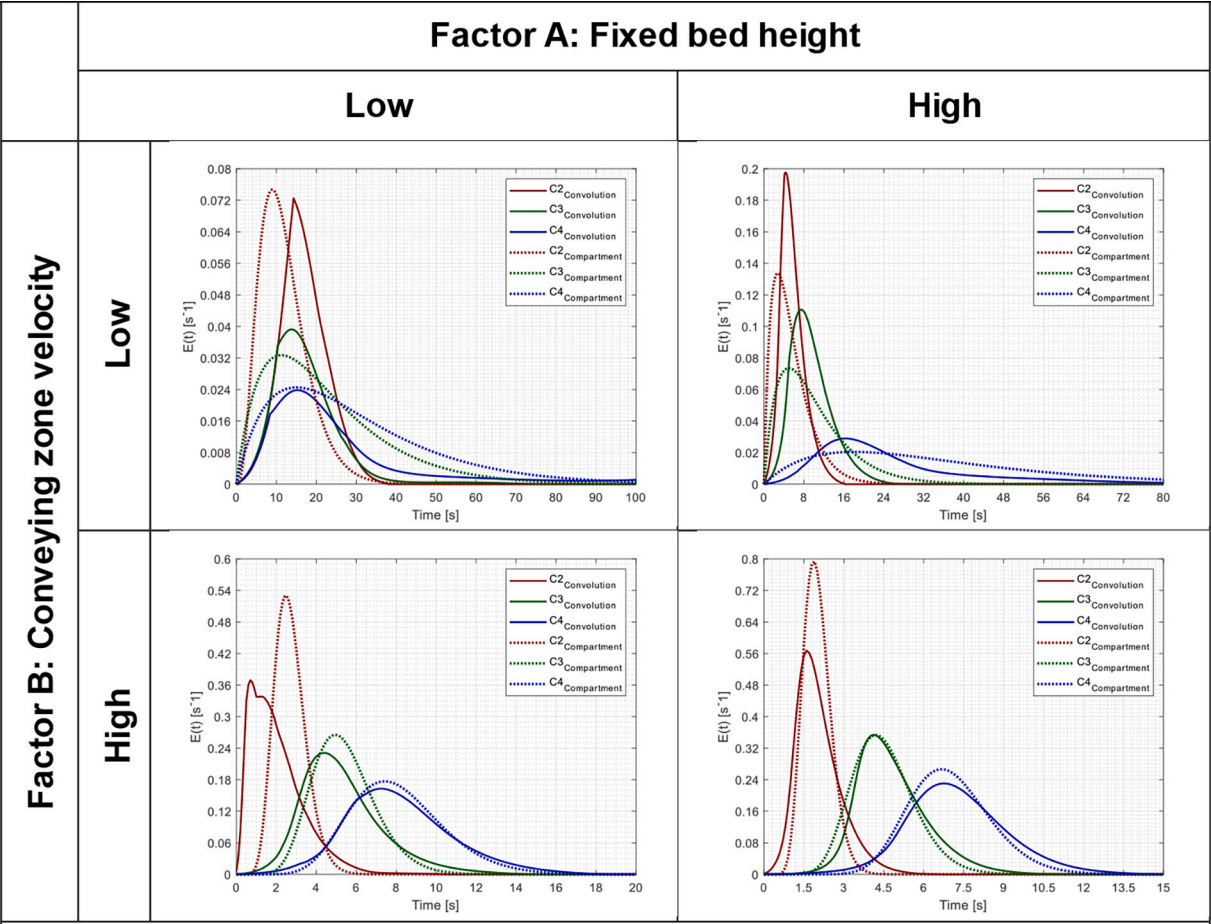 Factor A: Fixed bed height
Low
High
Factor B: Conveying zone velocity
Low
E(t) [s⁻1]
0.08
0.072
0.064
0.056
0.048
0.04
0.032
0.024
0.016
0.008
0
0 10 20 30 40 50 60 70 80 90 100
Time [s]
C2Convolution
C3Convolution
C4Convolution
C2Compartment
C3Compartment
C4Compartment
E(t) [s⁻1]
0.2
0.18
0.16
0.14
0.12
0.1
0.08
0.06
0.04
0.02
0
0 8 16 24 32 40 48 56 64 72 80
Time [s]
C2Convolution
C3Convolution
C4Convolution
C2Compartment
C3Compartment
C4Compartment
High
E(t) [s⁻1]
0.6
0.54
0.48
0.42
0.36
0.3
0.24
0.18
0.12
0.06
0
0 2 4 6 8 10 12 14 16 18 20
Time [s]
C2Convolution
C3Convolution
C4Convolution
C2Compartment
C3Compartment
C4Compartment
E(t) [s⁻1]
0.8
0.72
0.64
0.56
0.48
0.4
0.32
0.24
0.16
0.08
0
0 1.5 3 4.5 6 7.5 9 10.5 12 13.5 15
Time [s]
C2Convolution
C3Convolution
C4Convolution
C2Compartment
C3Compartment
C4Compartment